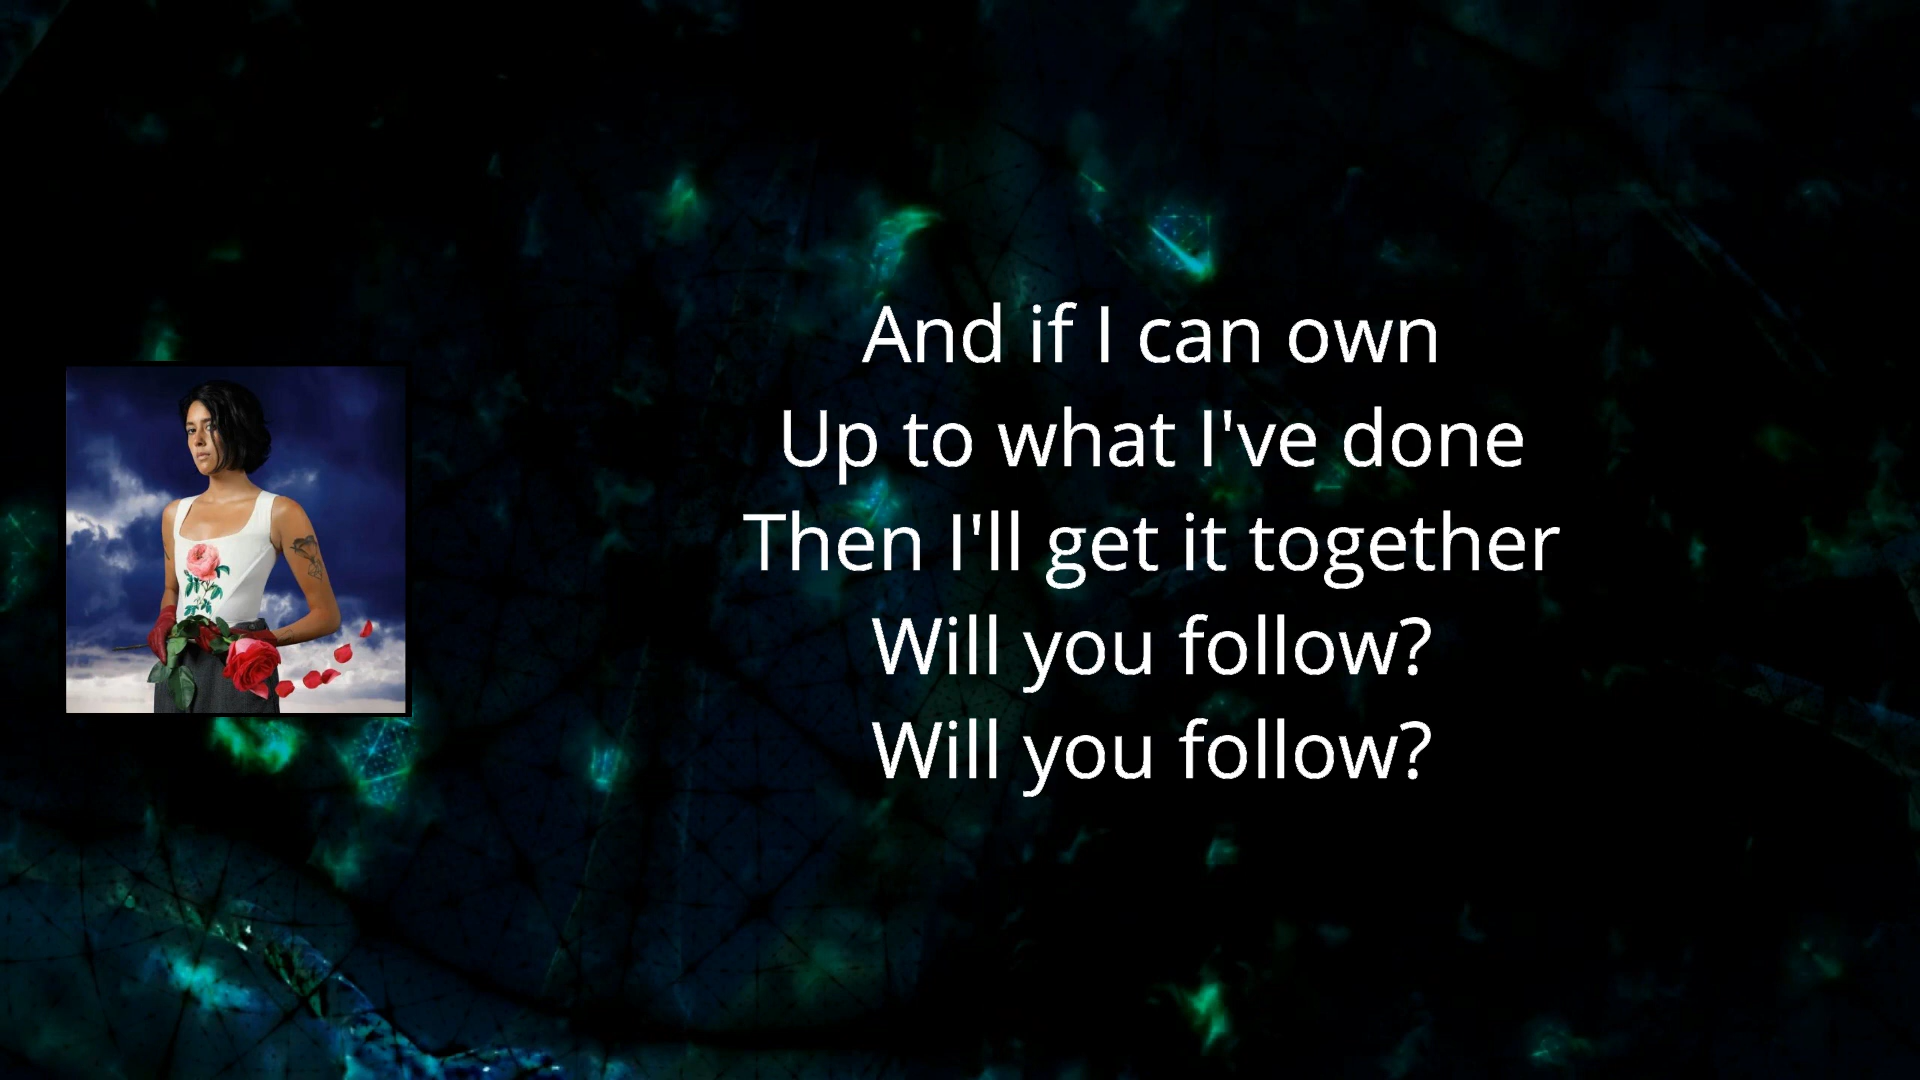 And if I can own
Up to what I've done
Then I'll get it together
Will you follow?
Will you follow?